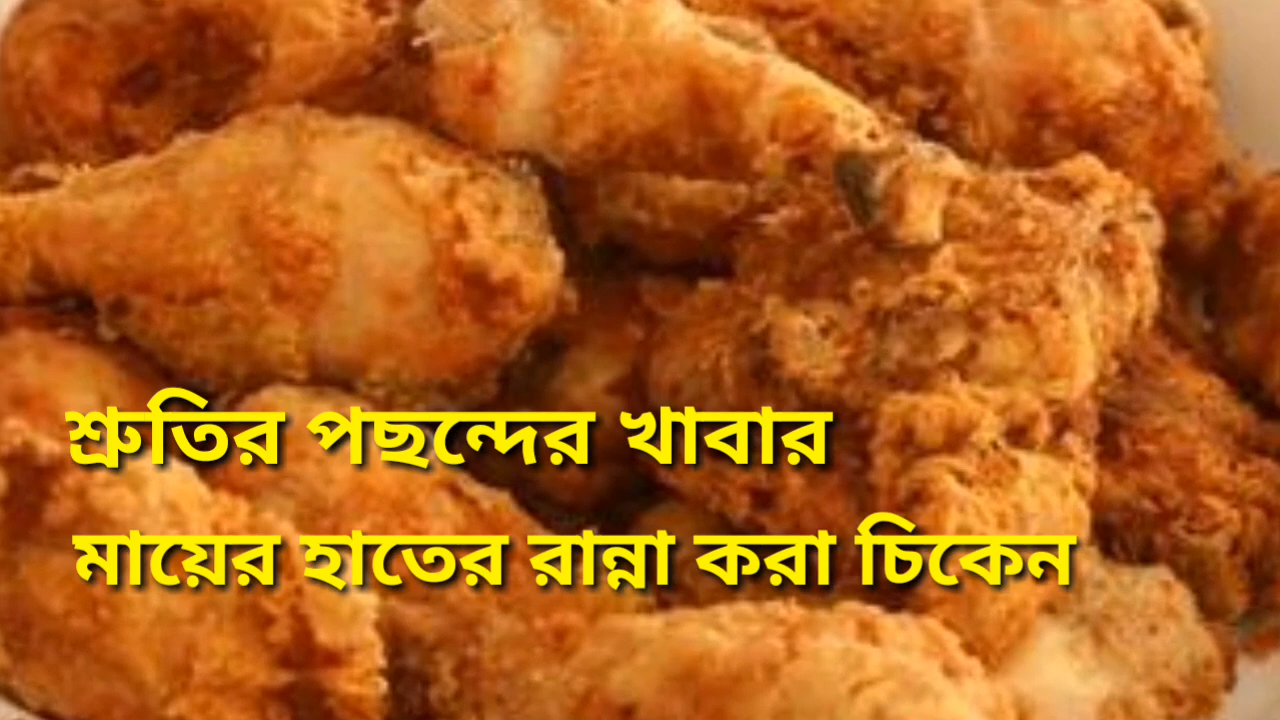 শ্রুতির পছন্দের খাবার
মায়ের হাতের রান্না করা চিকেন